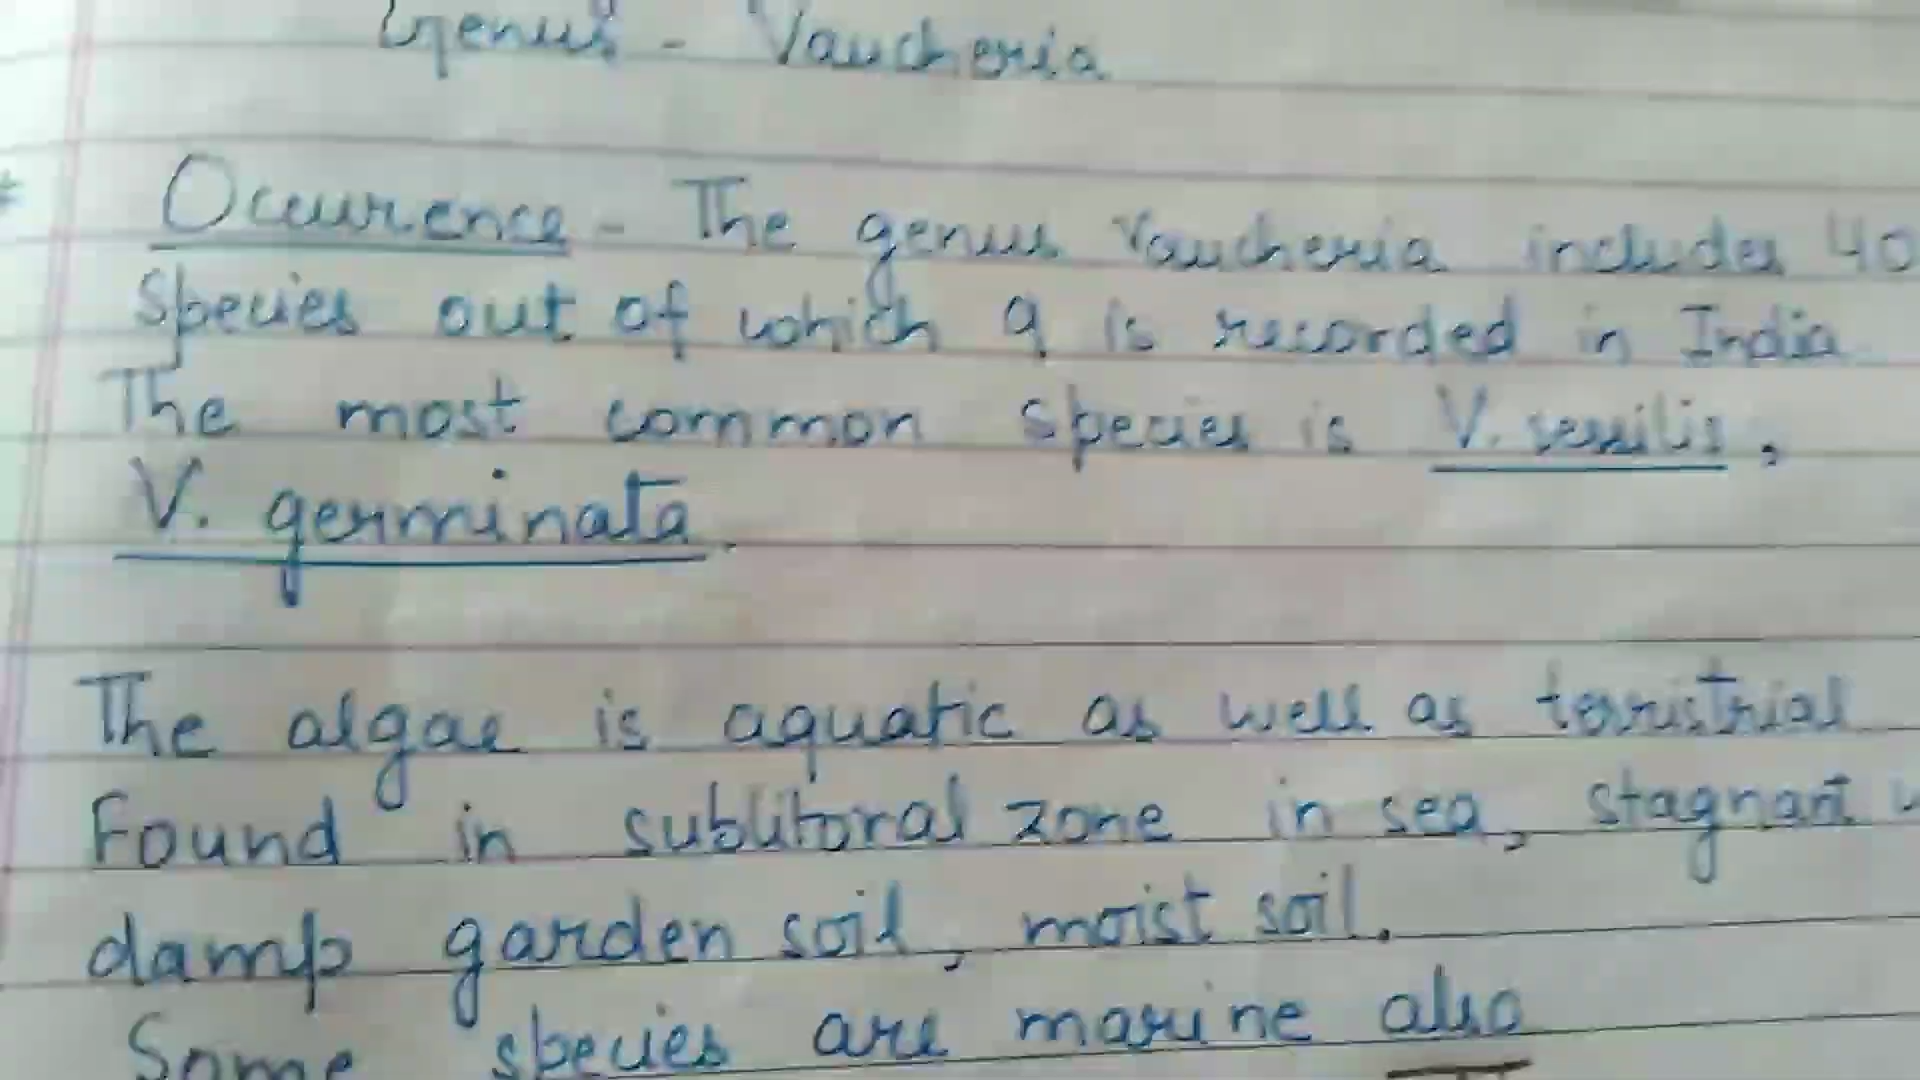 Genus - Vaucheria
Ocurence - The genus Vaucheria includes 40
species out of which 9 is recorded in India
The most common species is V. sessilis,
V. germinata.
The algae is aquatic as well as terristrial
Found in sublitoral zone in sea, stagnant
damp garden soil, moist soil.
Some species are marine also